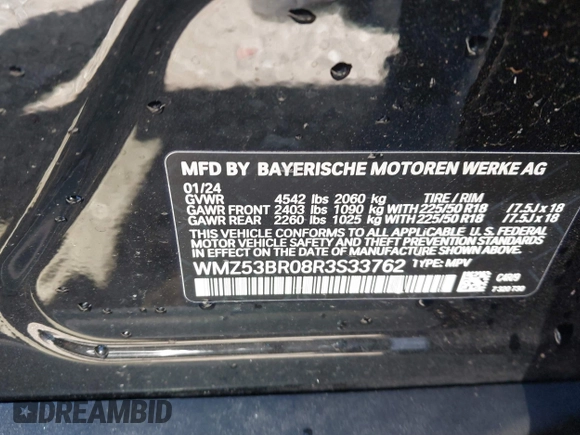 MFD BY BAYERISCHE MOTOREN WERKE AG
01/24
GVWR 4542 lbs 2060 kg TIRE / RIM
GAWR FRONT 2403 lbs 1090 kg WITH 225/50 R18 /7.5J x 18
GAWR REAR 2260 lbs 1025 kg WITH 225/50 R18 /7.5J x 18
THIS VEHICLE CONFORMS TO ALL APPLICABLE U.S. FEDERAL
MOTOR VEHICLE SAFETY, BUMPER, AND THEFT PREVENTION
STANDARDS IN EFFECT ON THE DATE OF MANUFACTURE SHOWN ABOVE.
WMZ53BR08R3S33762 TYPE: MPV
DREAMBID